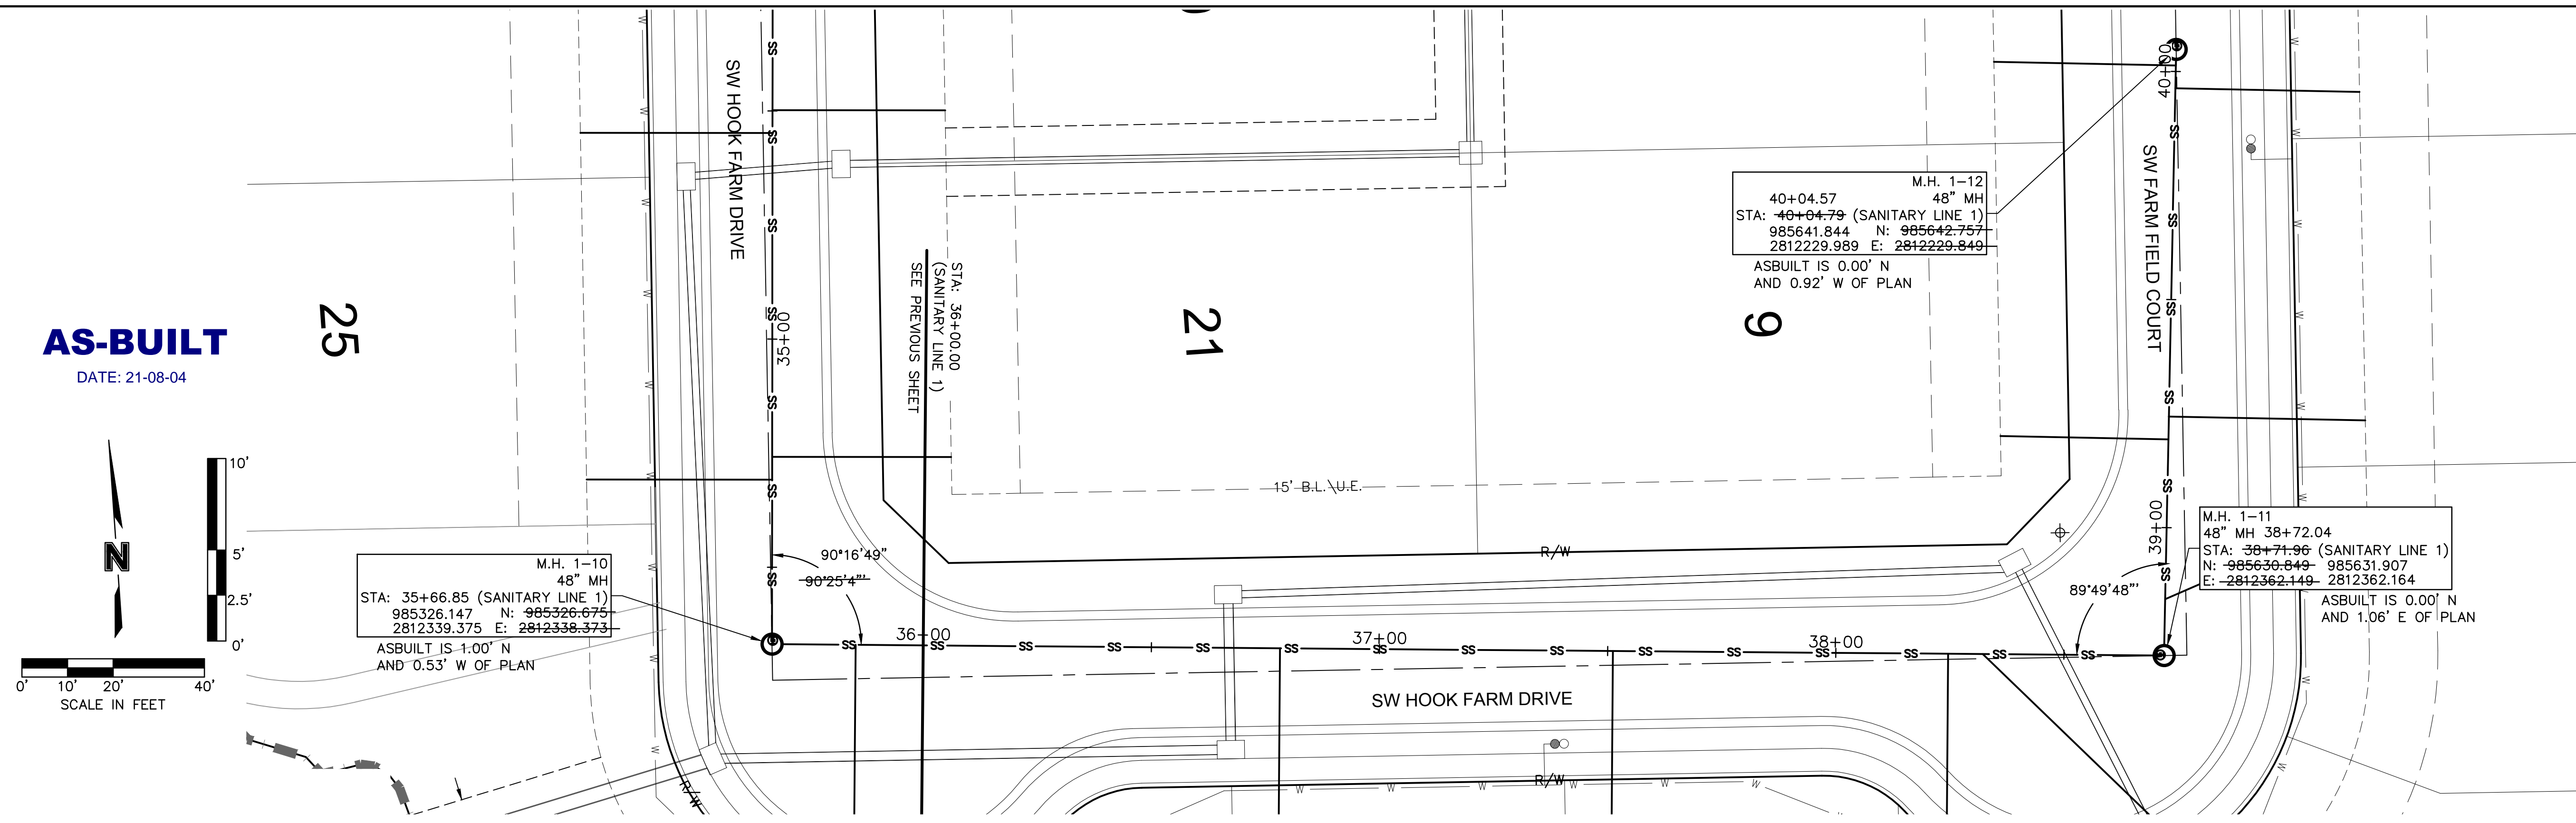 AS-BUILT
DATE: 21-08-04
N
10'
5'
2.5'
0'
0' 10' 20' 40'
SCALE IN FEET
25
21
9
SW HOOK FARM DRIVE
35+00
STA: 36+00.00
(SANITARY LINE 1)
SEE PREVIOUS SHEET
M.H. 1-10
48" MH
STA: 35+66.85 (SANITARY LINE 1)
985326.147 N: 985326.675
2812339.375 E: 2812338.373
ASBUILT IS 1.00' N
AND 0.53' W OF PLAN
90°16'49"
90°25'4"'
15' B.L.\U.E.
R/W
36+00
37+00
38+00
SW HOOK FARM DRIVE
R/W
R/W
M.H. 1-12
40+04.57 48" MH
STA: 40+04.79 (SANITARY LINE 1)
985641.844 N: 985642.757
2812229.989 E: 2812229.849
ASBUILT IS 0.00' N
AND 0.92' W OF PLAN
40+00
SW FARM FIELD COURT
39+00
89°49'48"'
M.H. 1-11
48" MH 38+72.04
STA: 38+71.96 (SANITARY LINE 1)
N: 985630.849 985631.907
E: 2812362.149 2812362.164
ASBUILT IS 0.00' N
AND 1.06' E OF PLAN
SS
W